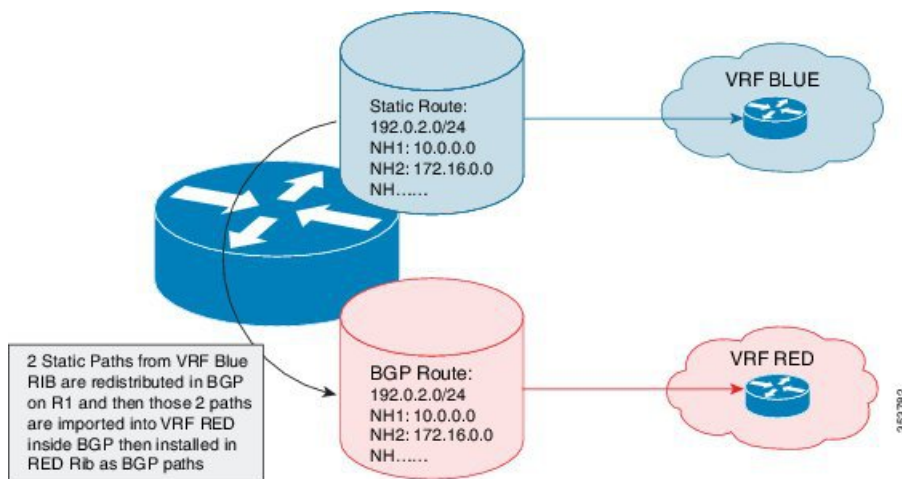 Static Route:
192.0.2.0/24
NH1: 10.0.0.0
NH2: 172.16.0.0
NH......
VRF BLUE
2 Static Paths from VRF Blue
RIB are redistributed in BGP
on R1 and then those 2 paths
are imported into VRF RED
inside BGP then installed in
RED Rib as BGP paths
BGP Route:
192.0.2.0/24
NH1: 10.0.0.0
NH2: 172.16.0.0
NH......
VRF RED